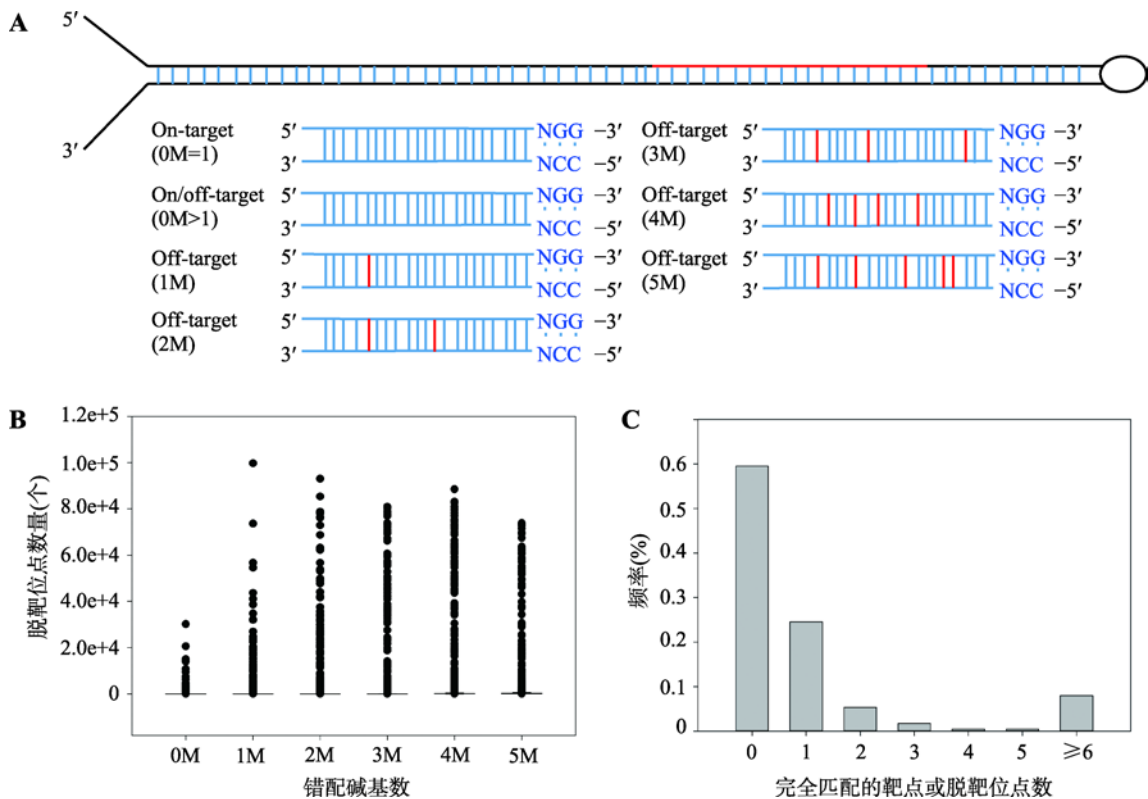 A
5′
3′
On-target
(0M=1)
5′ NGG −3′
3′ NCC −5′
On/off-target
(0M>1)
5′ NGG −3′
3′ NCC −5′
Off-target
(1M)
5′ NGG −3′
3′ NCC −5′
Off-target
(2M)
5′ NGG −3′
3′ NCC −5′
Off-target
(3M)
5′ NGG −3′
3′ NCC −5′
Off-target
(4M)
5′ NGG −3′
3′ NCC −5′
Off-target
(5M)
5′ NGG −3′
3′ NCC −5′
B
脱靶位点数量(个)
1.2e+5
1.0e+5
8.0e+4
6.0e+4
4.0e+4
2.0e+4
0
0M 1M 2M 3M 4M 5M
错配碱基数
C
频率(%)
0.6
0.5
0.4
0.3
0.2
0.1
0
0 1 2 3 4 5 ≥6
完全匹配的靶点或脱靶位点数